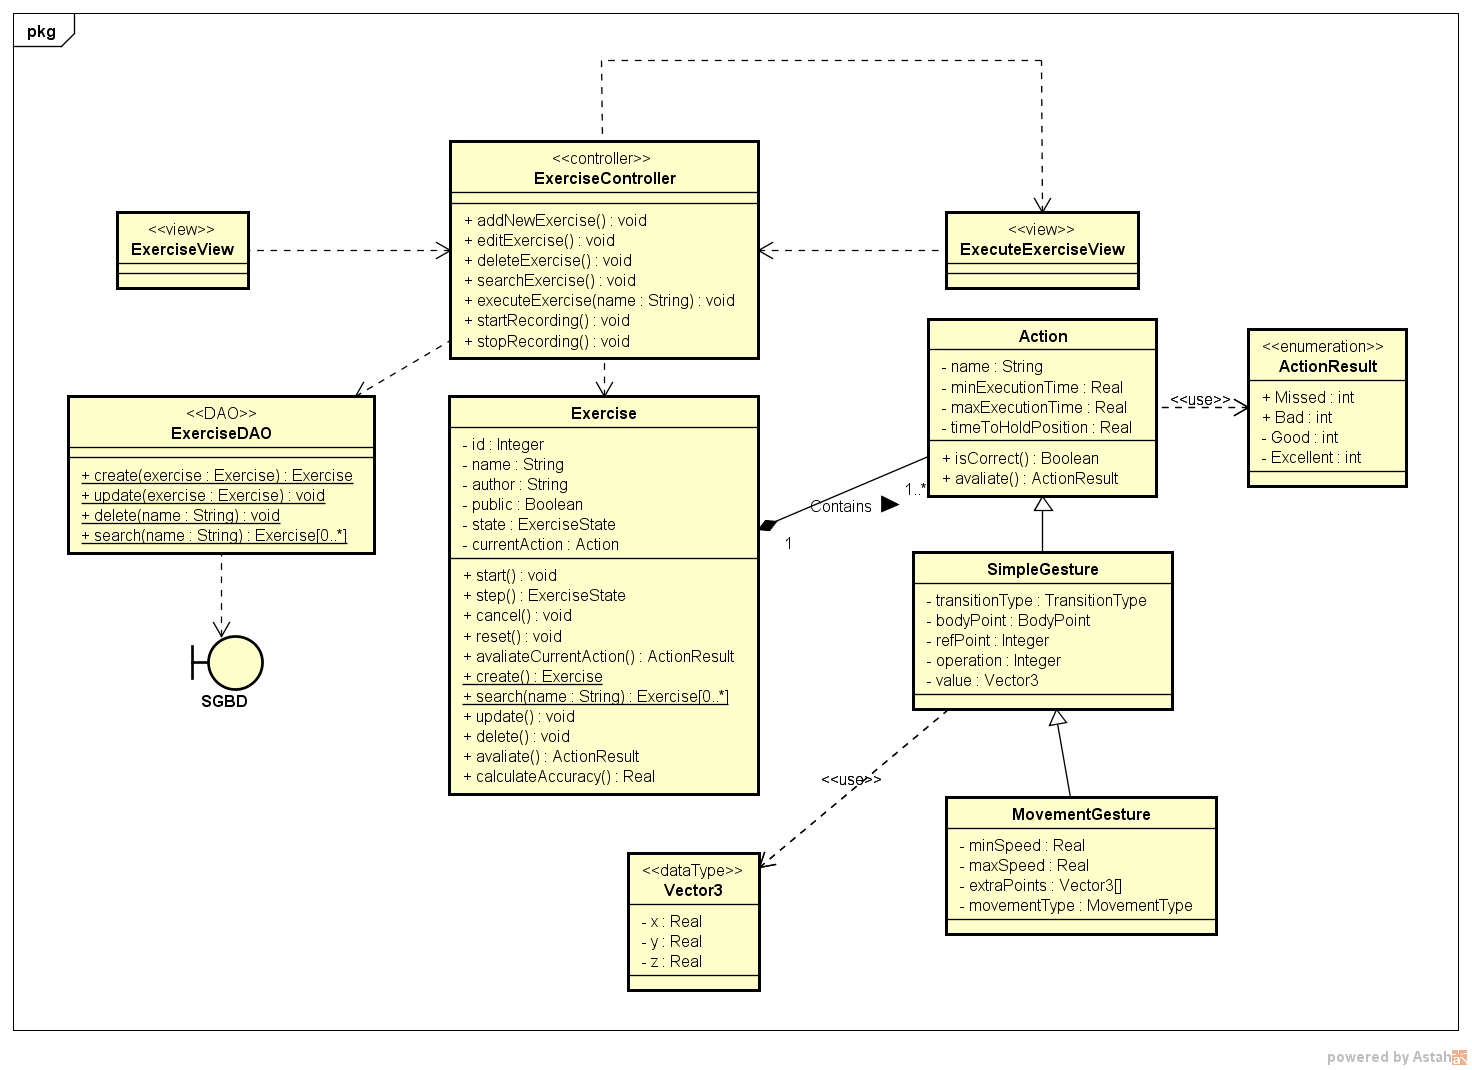 pkg
<<controller>>
ExerciseController
+ addNewExercise() : void
+ editExercise() : void
+ deleteExercise() : void
+ searchExercise() : void
+ executeExercise(name : String) : void
+ startRecording() : void
+ stopRecording() : void
<<view>>
ExerciseView
<<view>>
ExecuteExerciseView
Action
- name : String
- minExecutionTime : Real
- maxExecutionTime : Real
- timeToHoldPosition : Real
+ isCorrect() : Boolean
+ avaliate() : ActionResult
<<use>>
<<enumeration>>
ActionResult
+ Missed : int
+ Bad : int
- Good : int
- Excellent : int
<<DAO>>
ExerciseDAO
+ create(exercise : Exercise) : Exercise
+ update(exercise : Exercise) : void
+ delete(name : String) : void
+ search(name : String) : Exercise[0..*]
SGBD
Exercise
- id : Integer
- name : String
- author : String
- public : Boolean
- state : ExerciseState
- currentAction : Action
+ start() : void
+ step() : ExerciseState
+ cancel() : void
+ reset() : void
+ avaliateCurrentAction() : ActionResult
+ create() : Exercise
+ search(name : String) : Exercise[0..*]
+ update() : void
+ delete() : void
+ avaliate() : ActionResult
+ calculateAccuracy() : Real
1..*
Contains
1
SimpleGesture
- transitionType : TransitionType
- bodyPoint : BodyPoint
- refPoint : Integer
- operation : Integer
- value : Vector3
<<use>>
MovementGesture
- minSpeed : Real
- maxSpeed : Real
- extraPoints : Vector3[]
- movementType : MovementType
<<dataType>>
Vector3
- x : Real
- y : Real
- z : Real
powered by Astah